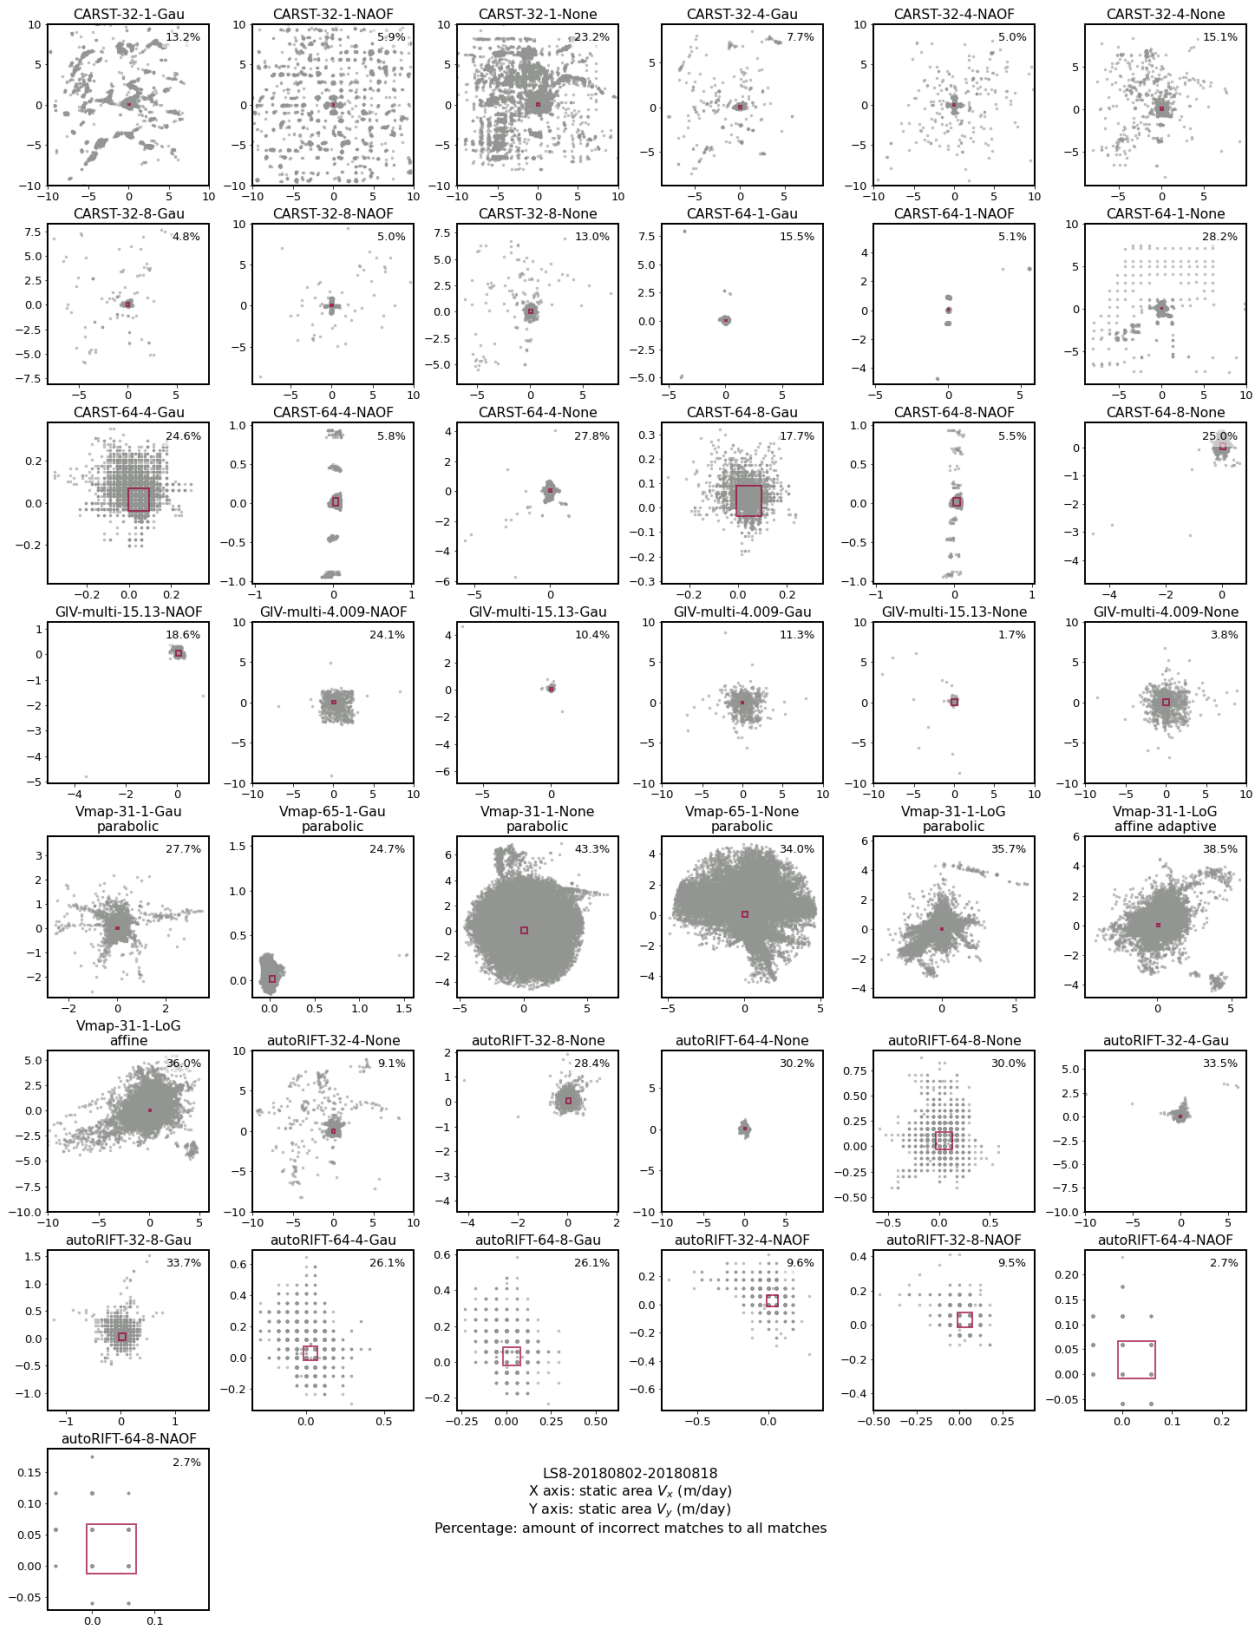 CARST-32-1-Gau CARST-32-1-NAOF CARST-32-1-None CARST-32-4-Gau CARST-32-4-NAOF CARST-32-4-None
13.2% 5.9% 23.2% 7.7% 5.0% 15.1%
CARST-32-8-Gau CARST-32-8-NAOF CARST-32-8-None CARST-64-1-Gau CARST-64-1-NAOF CARST-64-1-None
4.8% 5.0% 13.0% 15.5% 5.1% 28.2%
CARST-64-4-Gau CARST-64-4-NAOF CARST-64-4-None CARST-64-8-Gau CARST-64-8-NAOF CARST-64-8-None
24.6% 5.8% 27.8% 17.7% 5.5% 25.0%
GIV-multi-15.13-NAOF GIV-multi-4.009-NAOF GIV-multi-15.13-Gau GIV-multi-4.009-Gau GIV-multi-15.13-None GIV-multi-4.009-None
18.6% 24.1% 10.4% 11.3% 1.7% 3.8%
Vmap-31-1-Gau Vmap-65-1-Gau Vmap-31-1-None Vmap-65-1-None Vmap-31-1-LoG Vmap-31-1-LoG
parabolic parabolic parabolic parabolic parabolic affine adaptive
27.7% 24.7% 43.3% 34.0% 35.7% 38.5%
Vmap-31-1-LoG
affine autoRIFT-32-4-None autoRIFT-32-8-None autoRIFT-64-4-None autoRIFT-64-8-None autoRIFT-32-4-Gau
36.0% 9.1% 28.4% 30.2% 30.0% 33.5%
autoRIFT-32-8-Gau autoRIFT-64-4-Gau autoRIFT-64-8-Gau autoRIFT-32-4-NAOF autoRIFT-32-8-NAOF autoRIFT-64-4-NAOF
33.7% 26.1% 26.1% 9.6% 9.5% 2.7%
autoRIFT-64-8-NAOF
2.7%
LS8-20180802-20180818
X axis: static area Vx (m/day)
Y axis: static area Vy (m/day)
Percentage: amount of incorrect matches to all matches